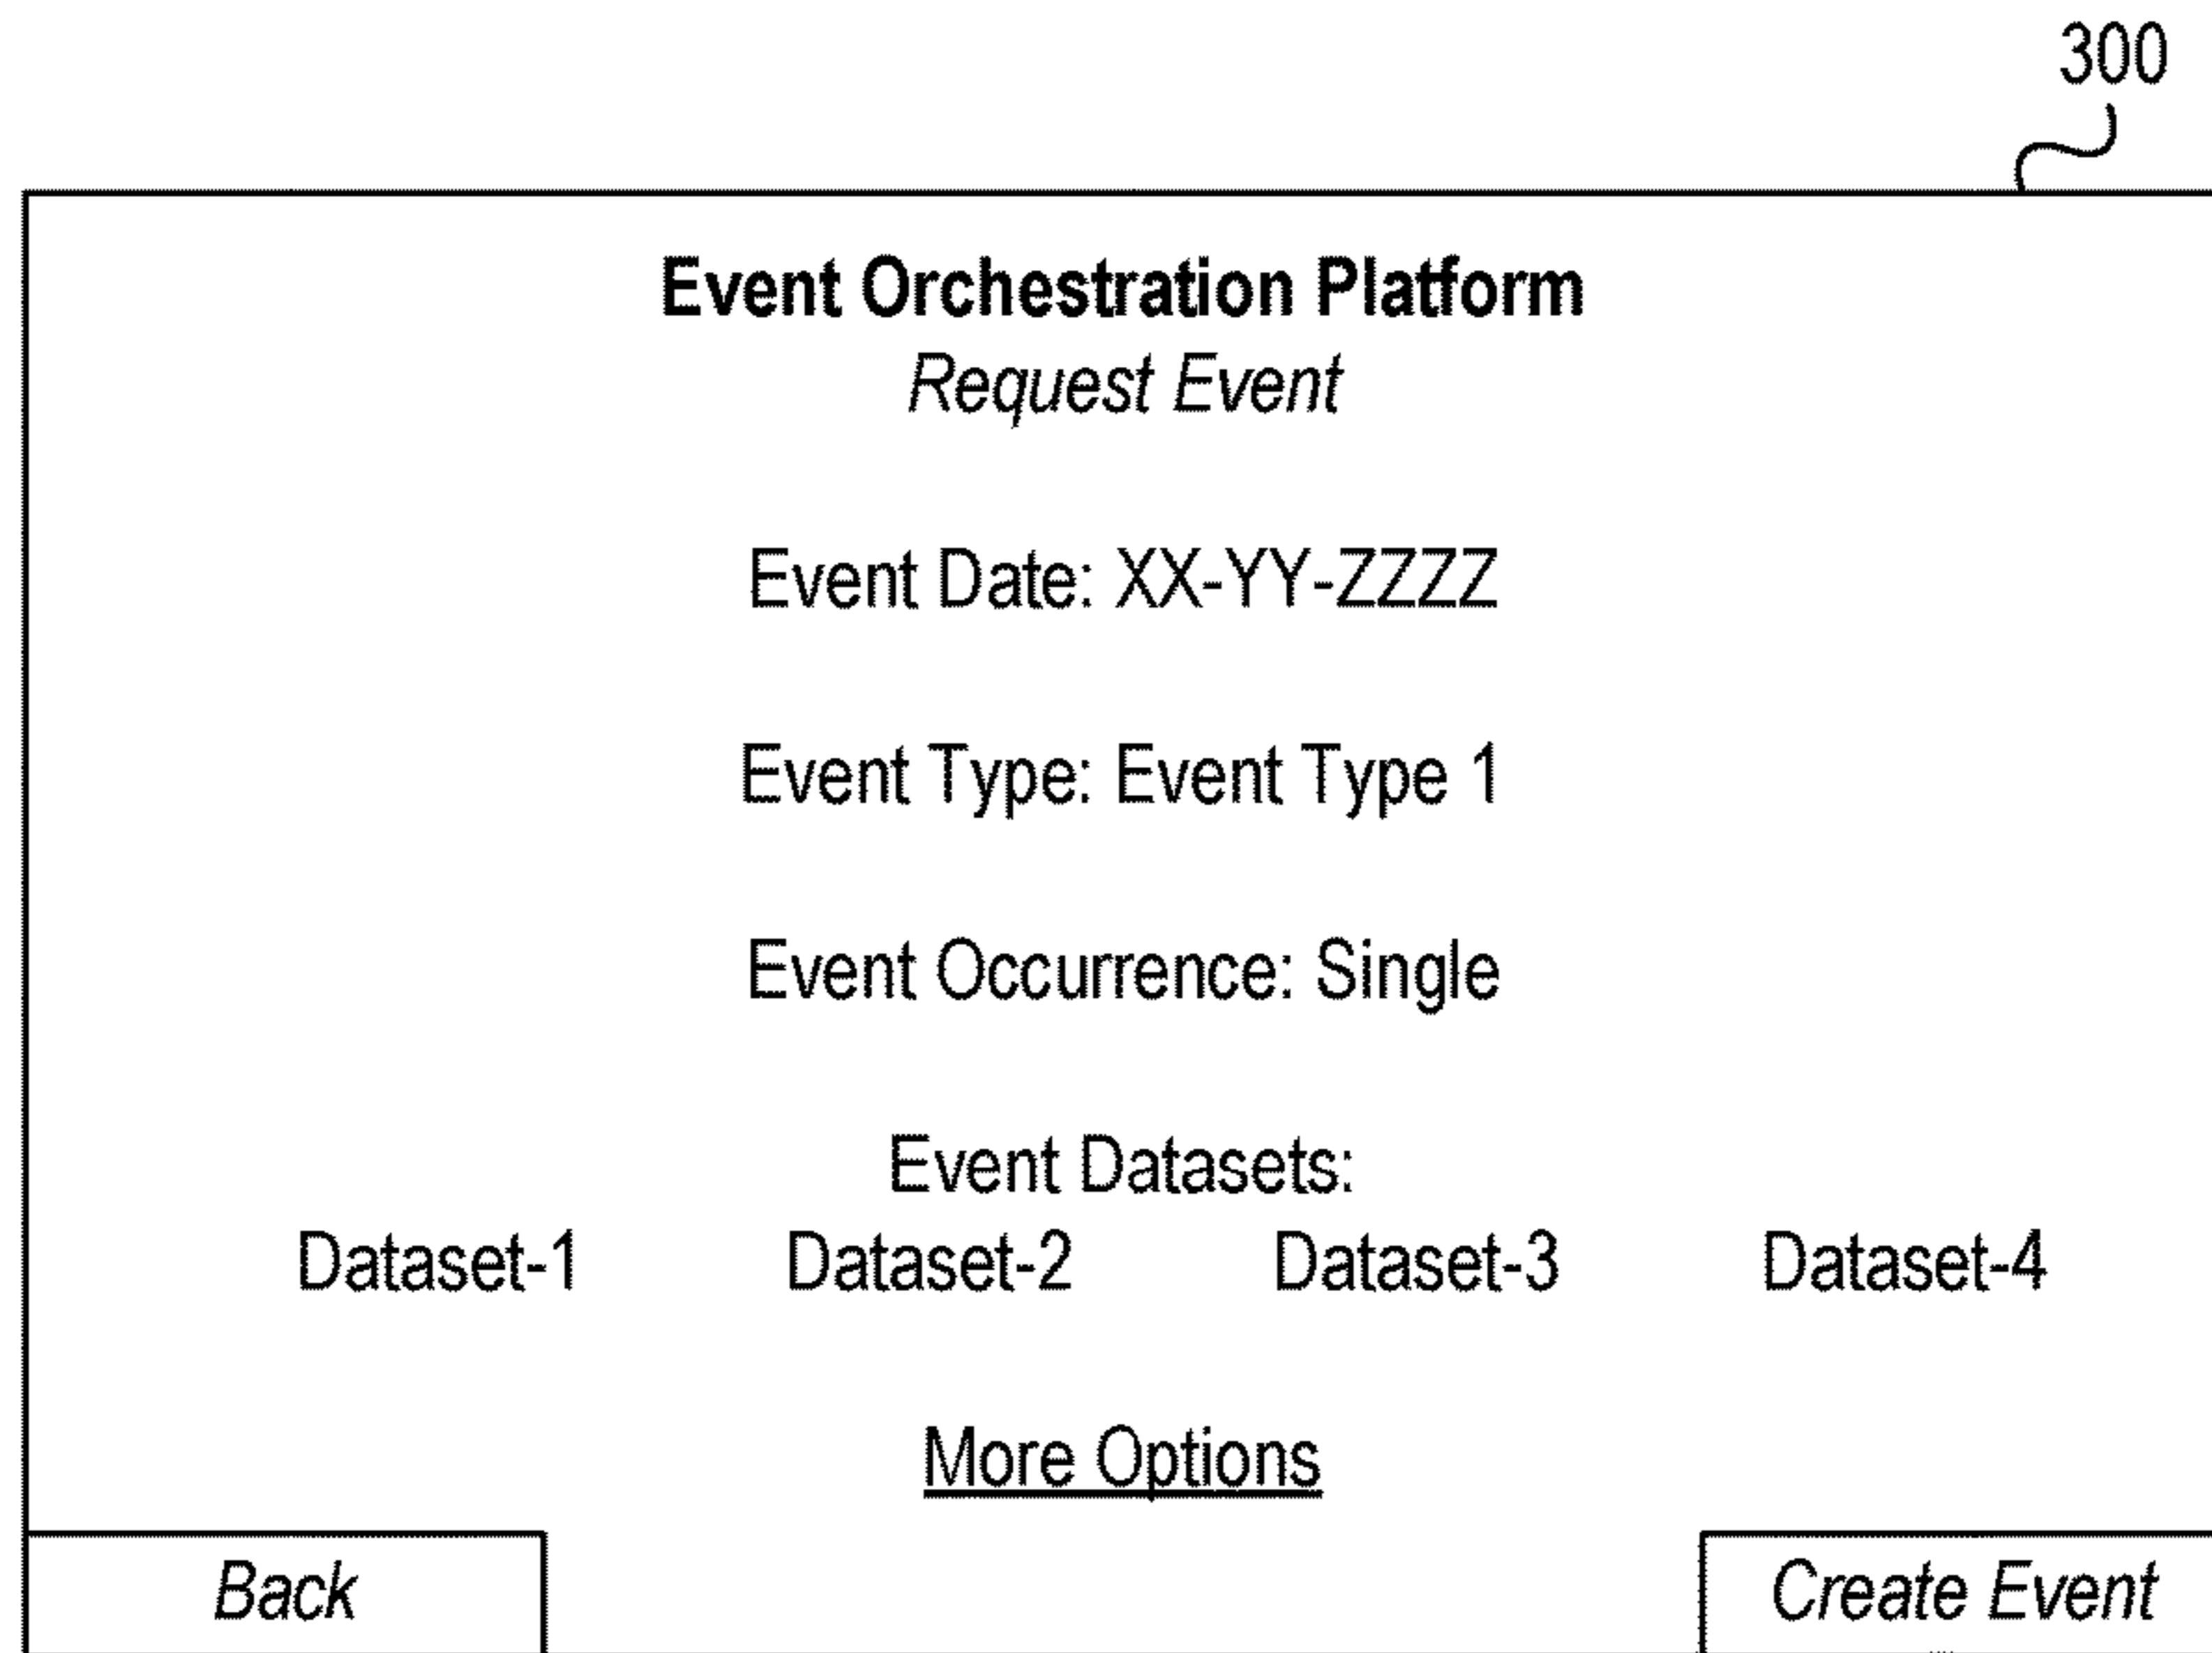 300
Event Orchestration Platform
Request Event
Event Date: XX-YY-ZZZZ
Event Type: Event Type 1
Event Occurrence: Single
Event Datasets:
Dataset-1 Dataset-2 Dataset-3 Dataset-4
More Options
Back Create Event